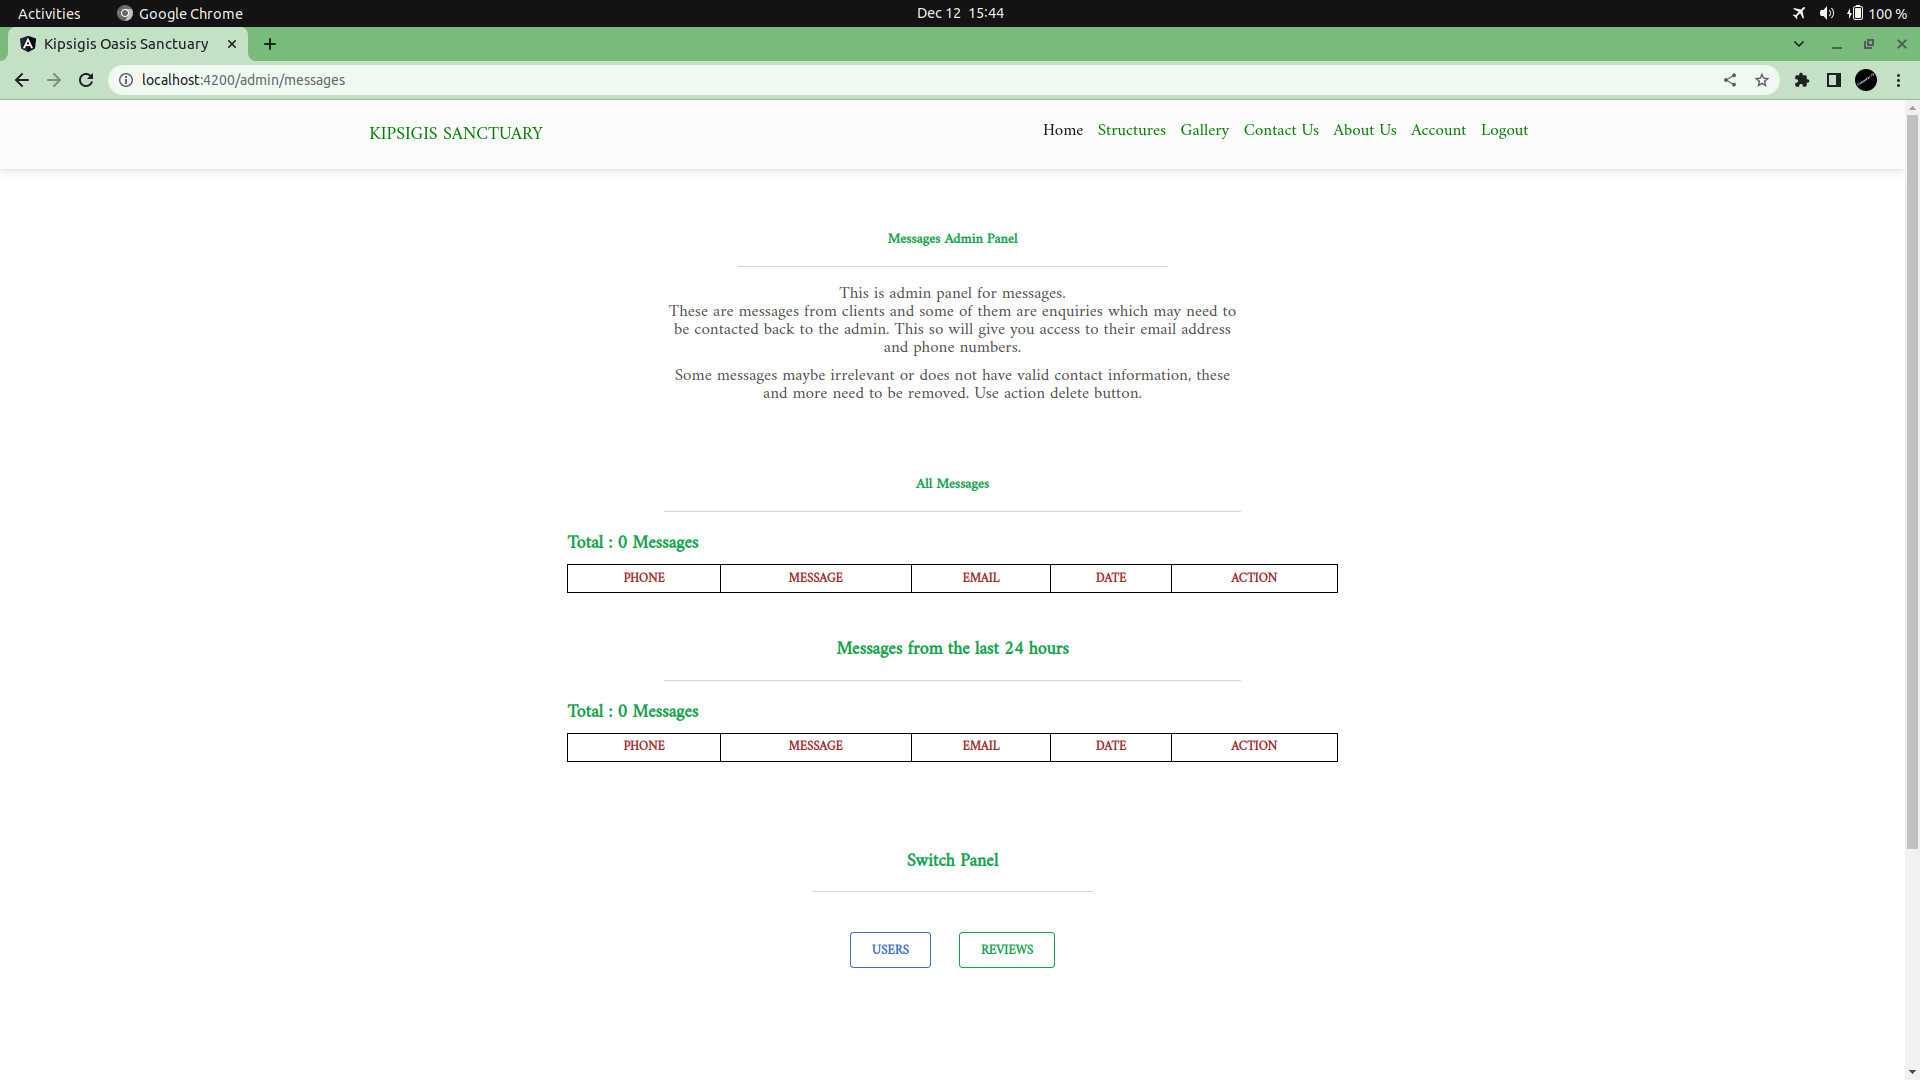 Activities
Google Chrome
Dec 12 15:44
100 %
Kipsigis Oasis Sanctuary
localhost:4200/admin/messages
KIPSIGIS SANCTUARY
Home Structures Gallery Contact Us About Us Account Logout
Messages Admin Panel
This is admin panel for messages.
These are messages from clients and some of them are enquiries which may need to
be contacted back to the admin. This so will give you access to their email address
and phone numbers.
Some messages maybe irrelevant or does not have valid contact information, these
and more need to be removed. Use action delete button.
All Messages
Total : 0 Messages
PHONE MESSAGE EMAIL DATE ACTION
Messages from the last 24 hours
Total : 0 Messages
PHONE MESSAGE EMAIL DATE ACTION
Switch Panel
USERS REVIEWS